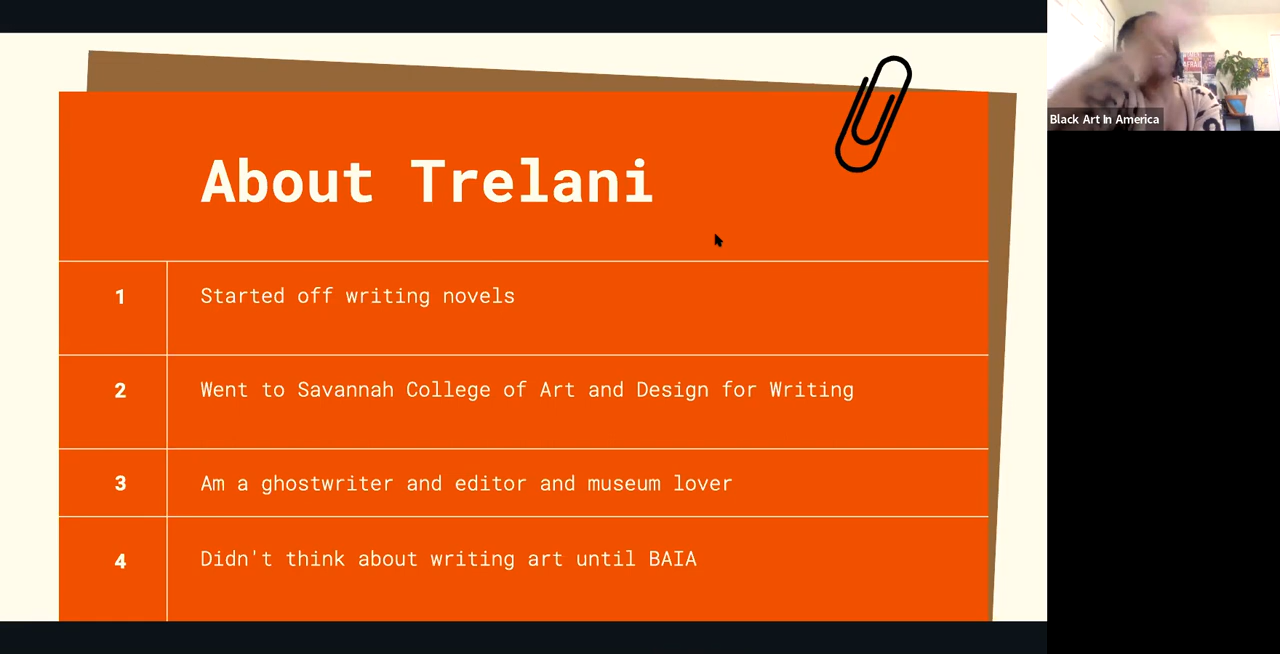 About Trelani
1 Started off writing novels
2 Went to Savannah College of Art and Design for Writing
3 Am a ghostwriter and editor and museum lover
4 Didn't think about writing art until BAIA
Black Art In America